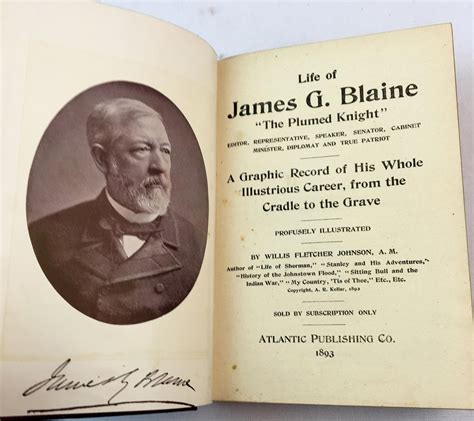 James G Blaine
Life of
James G. Blaine
"The Plumed Knight"
EDITOR, REPRESENTATIVE, SPEAKER, SENATOR, CABINET
MINISTER, DIPLOMAT AND TRUE PATRIOT
A Graphic Record of His Whole
Illustrious Career, from the
Cradle to the Grave
PROFUSELY ILLUSTRATED
BY WILLIS FLETCHER JOHNSON, A. M.
Author of "Life of Sherman," "Stanley and His Adventures,"
"History of the Johnstown Flood," "Sitting Bull and the
Indian War," "My Country, 'Tis of Thee," Etc., Etc.
Copyright, A. R. Keller, 1892
SOLD BY SUBSCRIPTION ONLY
ATLANTIC PUBLISHING CO.
1893